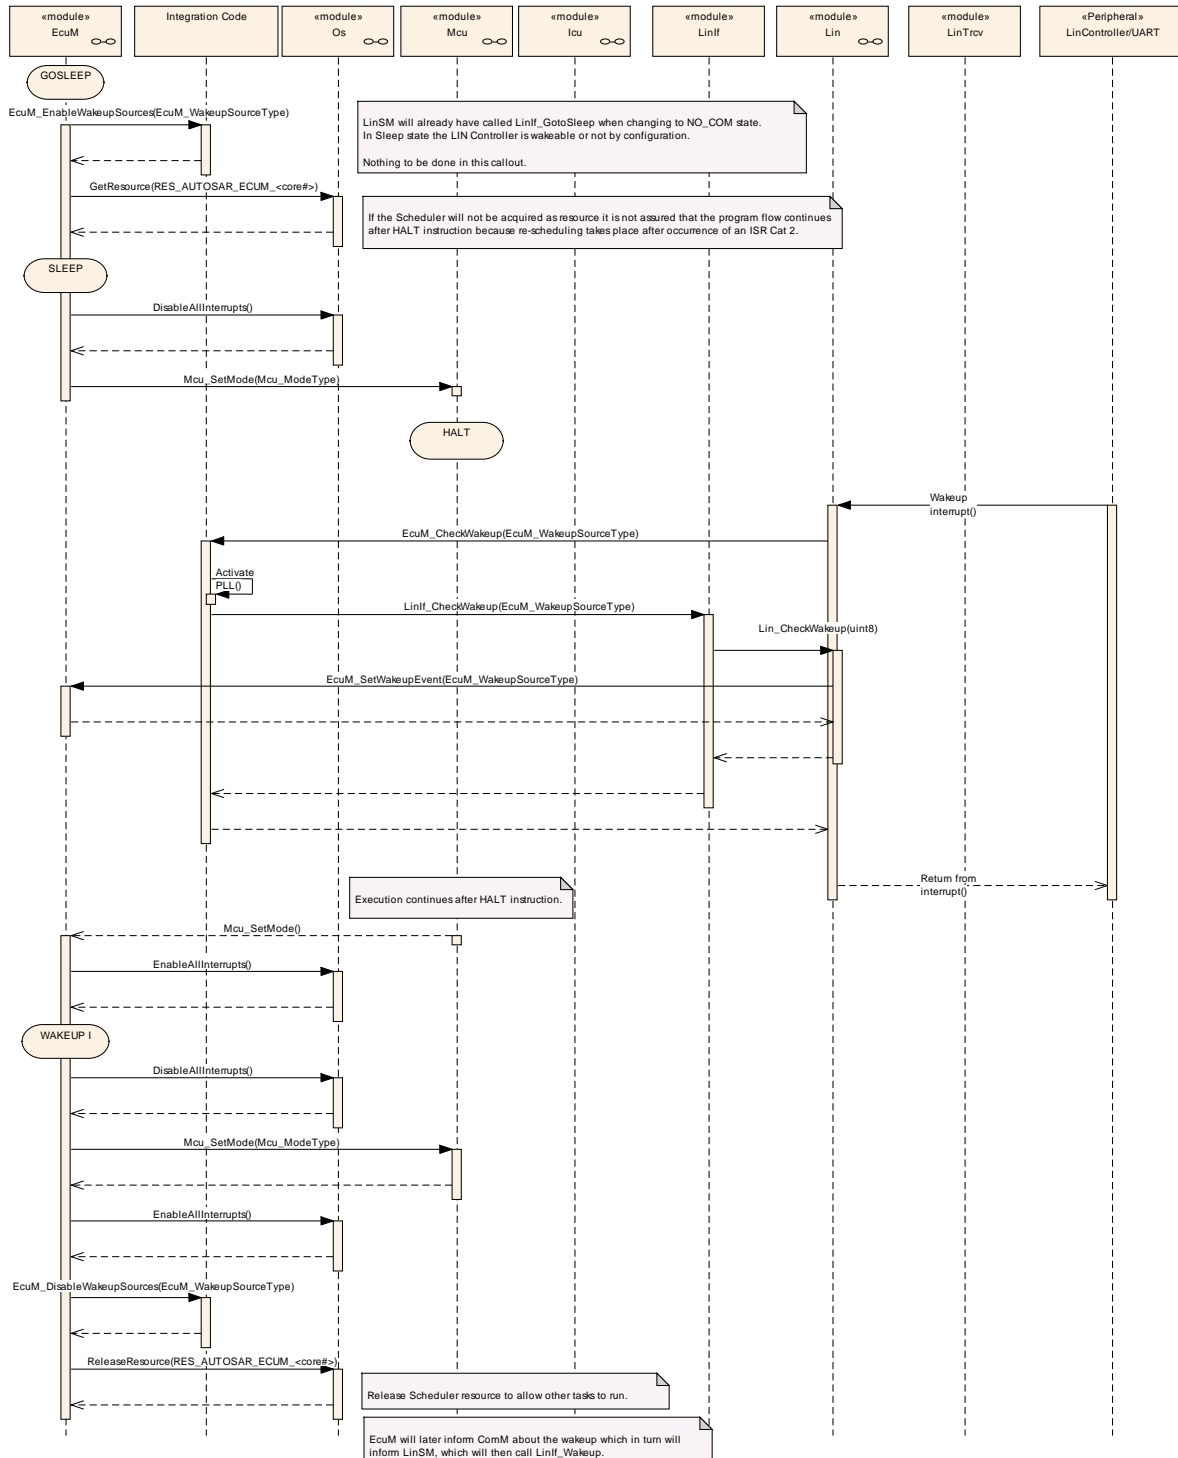 «module»
EcuM
Integration Code
«module»
Os
«module»
Mcu
«module»
Icu
«module»
LinIf
«module»
Lin
«module»
LinTrcv
«Peripheral»
LinController/UART
GOSLEEP
EcuM_EnableWakeupSources(EcuM_WakeupSourceType)
LinSM will already have called LinIf_GotoSleep when changing to NO_COM state.
In Sleep state the LIN Controller is wakeable or not by configuration.
Nothing to be done in this callout.
GetResource(RES_AUTOSAR_ECUM_<core#>)
If the Scheduler will not be acquired as resource it is not assured that the program flow continues
after HALT instruction because re-scheduling takes place after occurrence of an ISR Cat 2.
SLEEP
DisableAllInterrupts()
Mcu_SetMode(Mcu_ModeType)
HALT
Wakeup
interrupt()
EcuM_CheckWakeup(EcuM_WakeupSourceType)
Activate
PLL()
LinIf_CheckWakeup(EcuM_WakeupSourceType)
Lin_CheckWakeup(uint8)
EcuM_SetWakeupEvent(EcuM_WakeupSourceType)
Return from
interrupt()
Execution continues after HALT instruction.
Mcu_SetMode()
EnableAllInterrupts()
WAKEUP I
DisableAllInterrupts()
Mcu_SetMode(Mcu_ModeType)
EnableAllInterrupts()
EcuM_DisableWakeupSources(EcuM_WakeupSourceType)
ReleaseResource(RES_AUTOSAR_ECUM_<core#>)
Release Scheduler resource to allow other tasks to run.
EcuM will later inform ComM about the wakeup which in turn will
inform LinSM, which will then call LinIf_Wakeup.